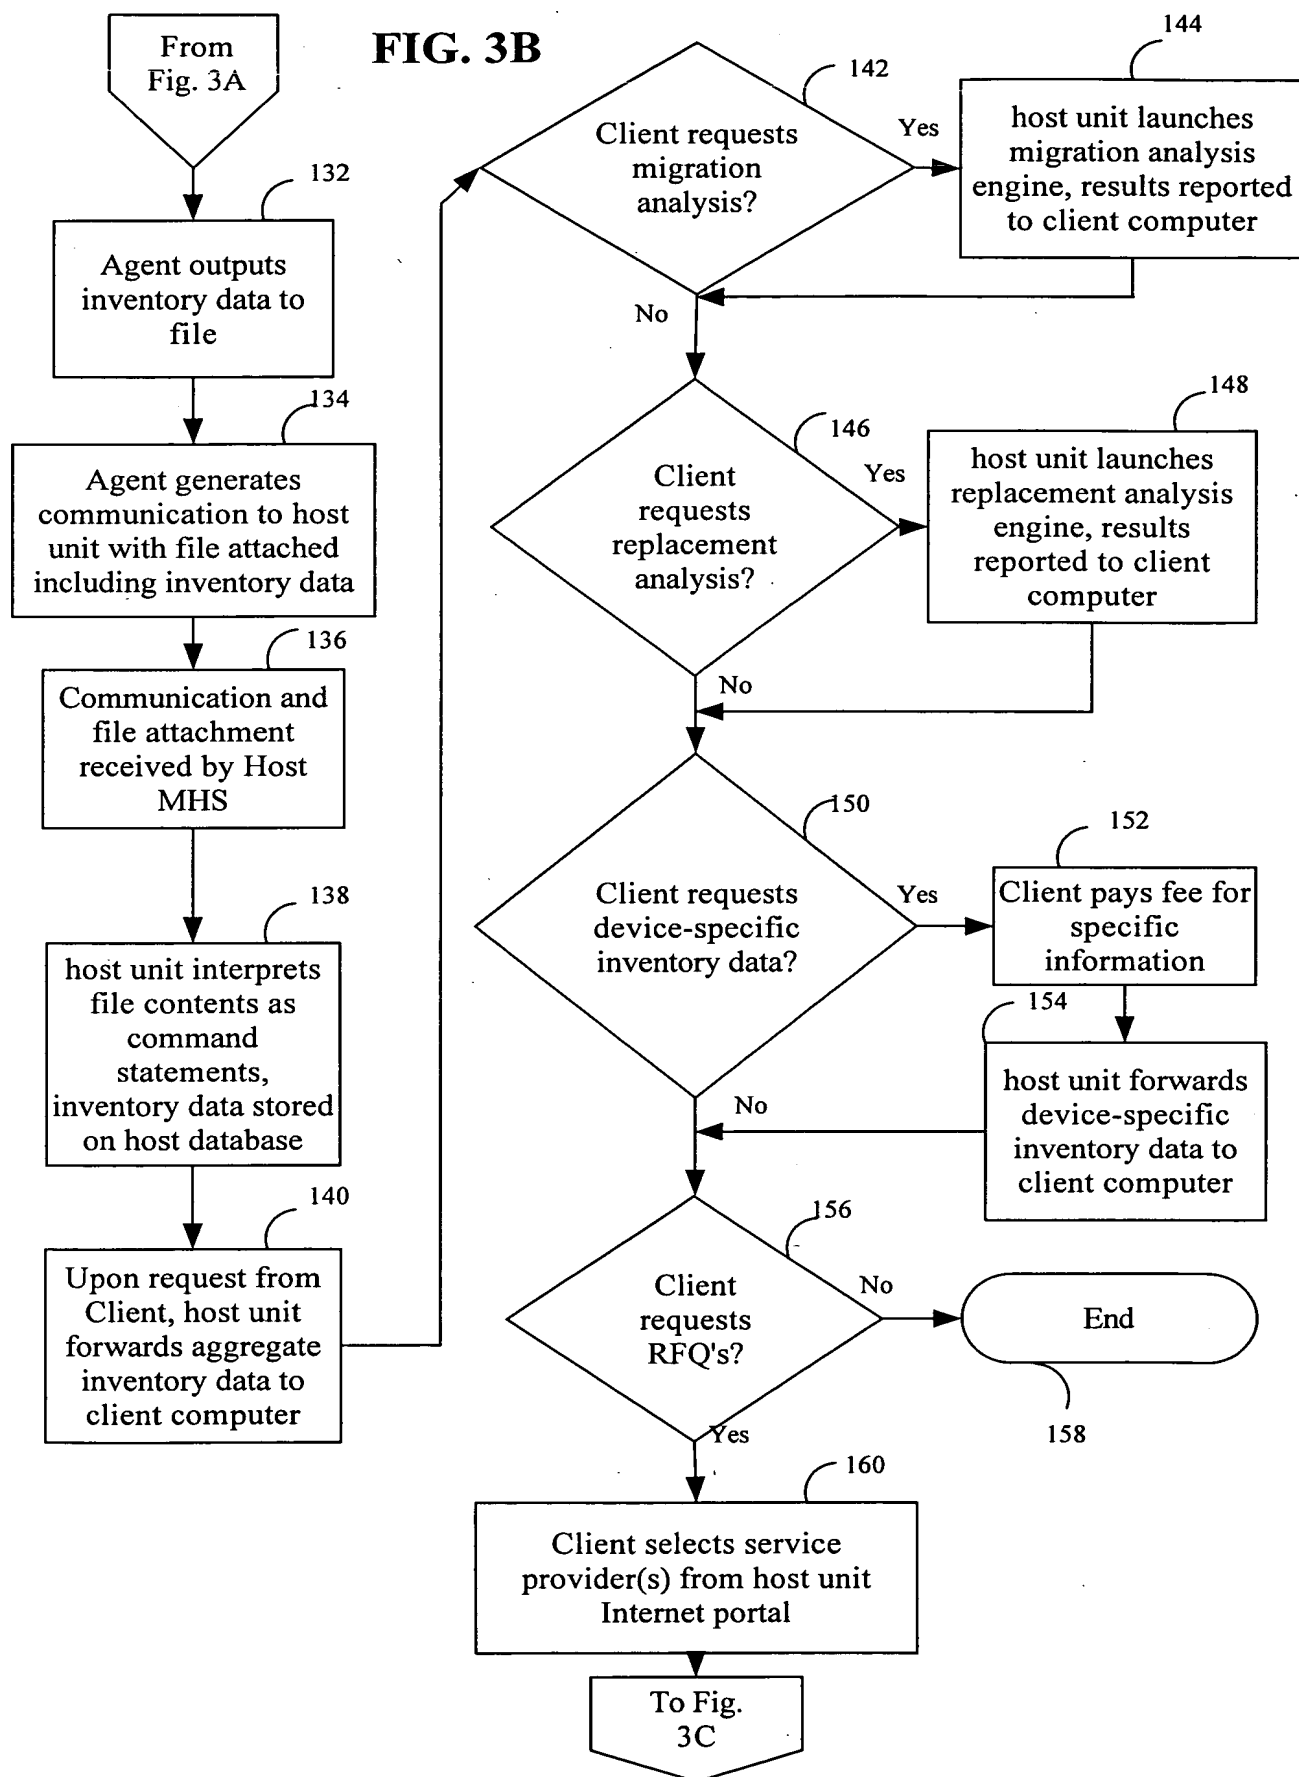 FIG. 3B
From
Fig. 3A
132
Agent outputs
inventory data to
file
134
Agent generates
communication to host
unit with file attached
including inventory data
136
Communication and
file attachment
received by Host
MHS
138
host unit interprets
file contents as
command
statements,
inventory data stored
on host database
140
Upon request from
Client, host unit
forwards aggregate
inventory data to
client computer
142
Client requests
migration
analysis?
Yes
No
144
host unit launches
migration analysis
engine, results reported
to client computer
146
Client
requests
replacement
analysis?
Yes
No
148
host unit launches
replacement analysis
engine, results
reported to client
computer
150
Client requests
device-specific
inventory data?
Yes
No
152
Client pays fee for
specific
information
154
host unit forwards
device-specific
inventory data to
client computer
156
Client
requests
RFQ's?
No
Yes
End
158
160
Client selects service
provider(s) from host unit
Internet portal
To Fig.
3C